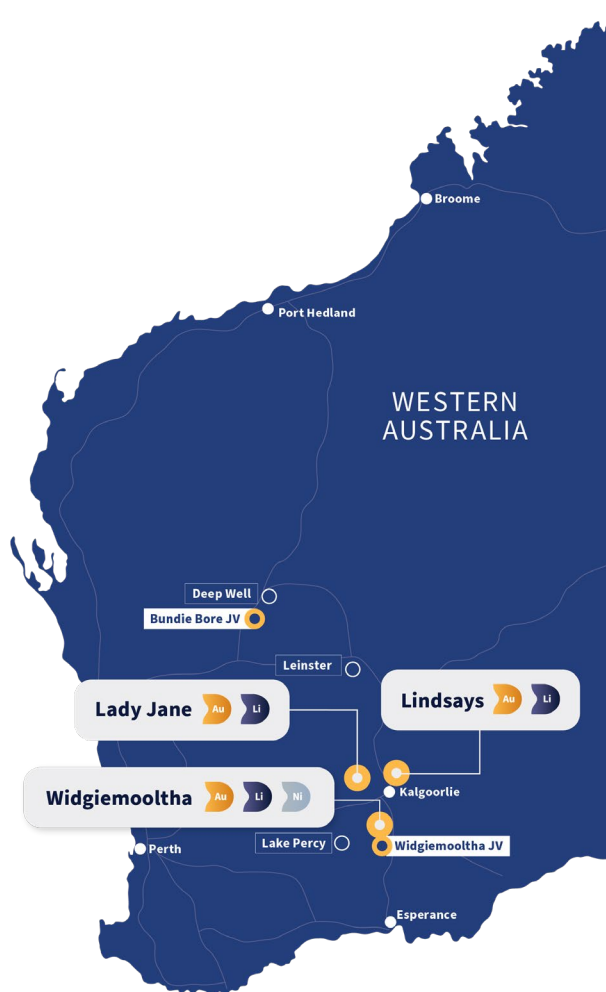 Broome
Port Hedland
WESTERN
AUSTRALIA
Deep Well
Bundie Bore JV
Leinster
Lady Jane Au Li
Lindsays Au Li
Widgiemooltha Au Li Ni
Kalgoorlie
Lake Percy
Widgiemooltha JV
Perth
Esperance